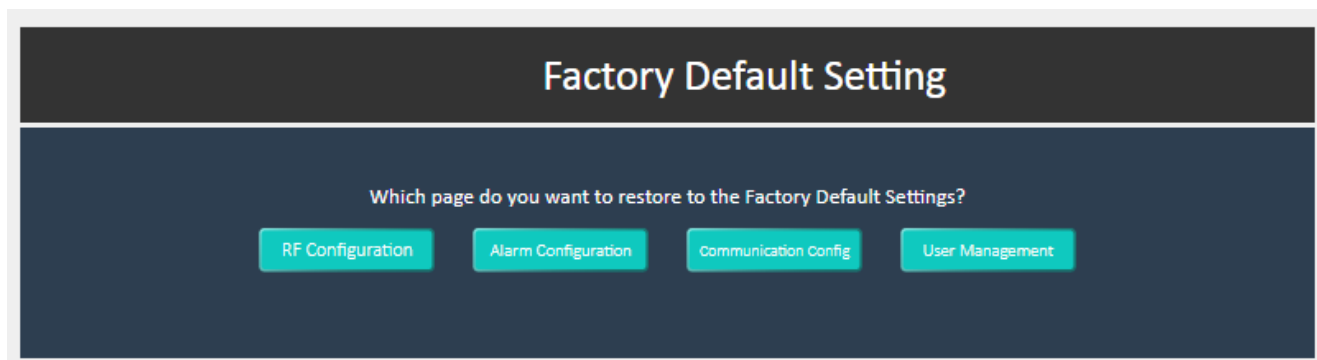 Factory Default Setting
Which page do you want to restore to the Factory Default Settings?
RF Configuration Alarm Configuration Communication Config User Management